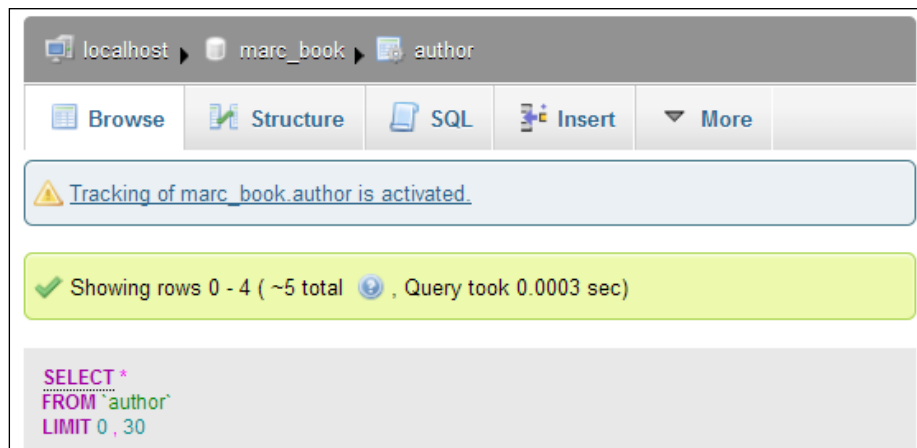 localhost marc_book author
Browse Structure SQL Insert More
Tracking of marc_book.author is activated.
Showing rows 0 - 4 ( ~5 total , Query took 0.0003 sec)
SELECT *
FROM `author`
LIMIT 0 , 30